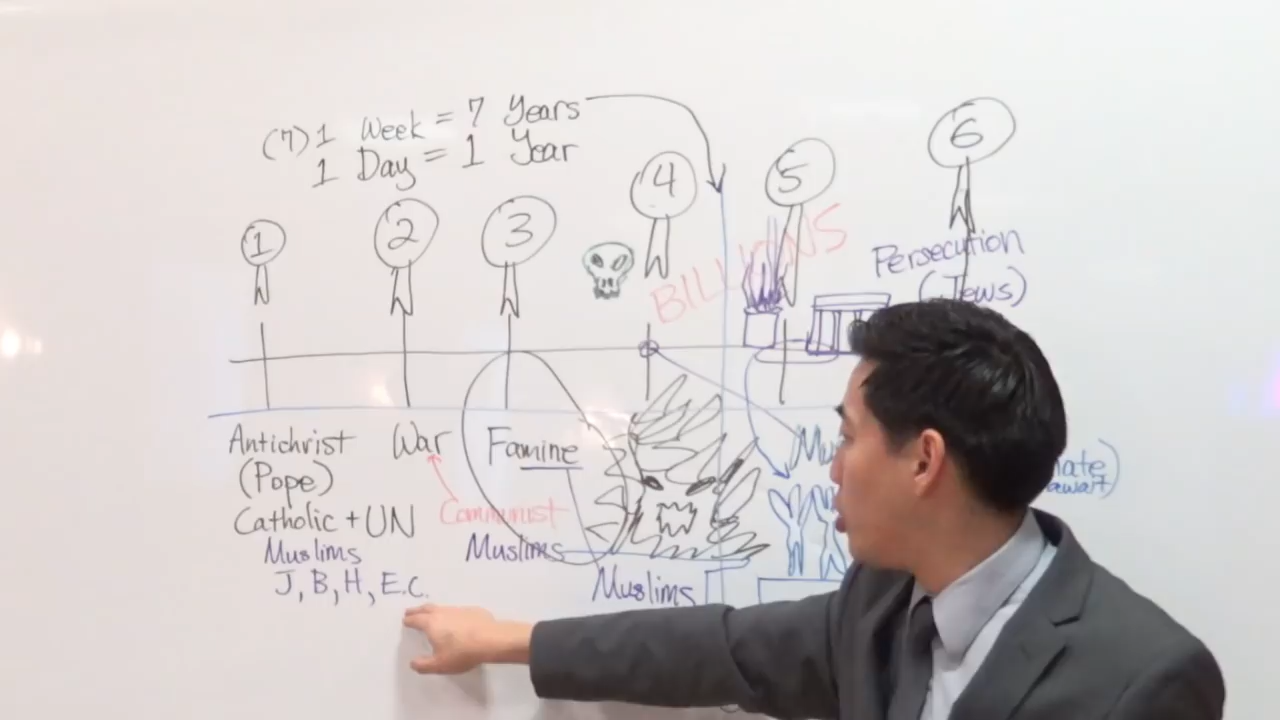 (7) 1 Week = 7 Years
1 Day = 1 Year
1
2
3
4
5
6
BILLIONS
Persecution
(Jews)
Antichrist
(Pope)
Catholic + UN
Muslims
J, B, H, E.C.
War
Communist
Famine
Muslims
Muslims